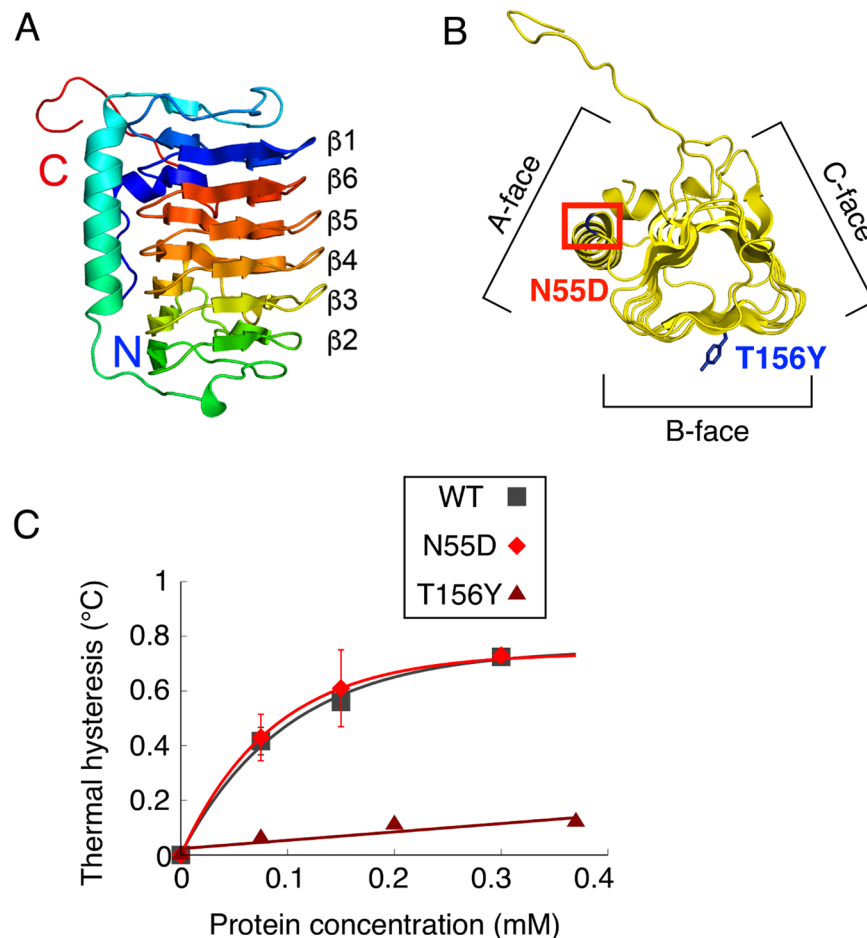 A
C
N
β1
β6
β5
β4
β3
β2
B
A-face
C-face
N55D
T156Y
B-face
C
WT
N55D
T156Y
Thermal hysteresis (°C)
1
0.8
0.6
0.4
0.2
0
0
0.1
0.2
0.3
0.4
Protein concentration (mM)